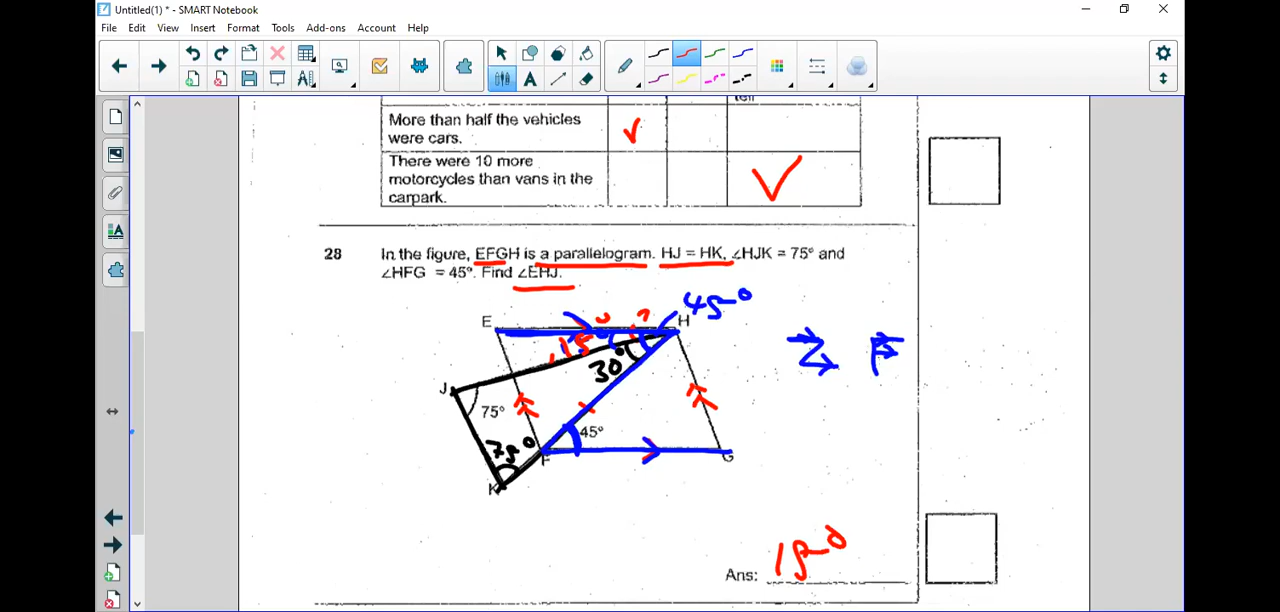 Untitled(1) * - SMART Notebook
File Edit View Insert Format Tools Add-ons Account Help
tell
More than half the vehicles
were cars.
There were 10 more
motorcycles than vans in the
carpark.
28 In the figure, EFGH is a parallelogram. HJ = HK, ∠HJK = 75° and
∠HFG = 45°. Find ∠EHJ.
45°
E ? H
15°
30°
J
75°
45°
75°
F G
K
15°
Ans: